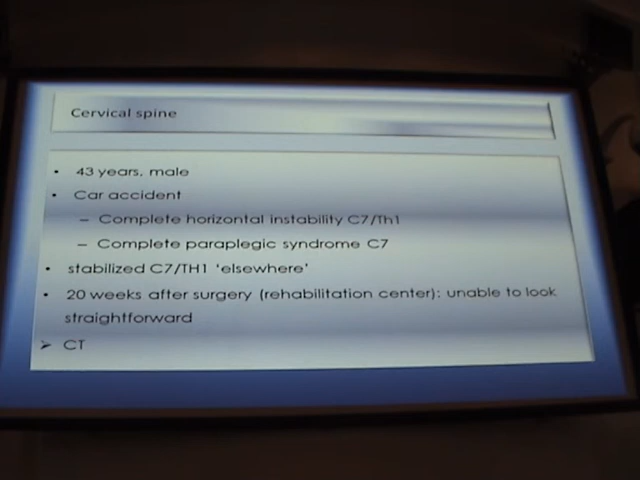 Cervical spine
• 43 years, male
• Car accident
– Complete horizontal instability C7/Th1
– Complete paraplegic syndrome C7
• stabilized C7/TH1 ‘elsewhere’
• 20 weeks after surgery (rehabilitation center): unable to look
straightforward
➢ CT